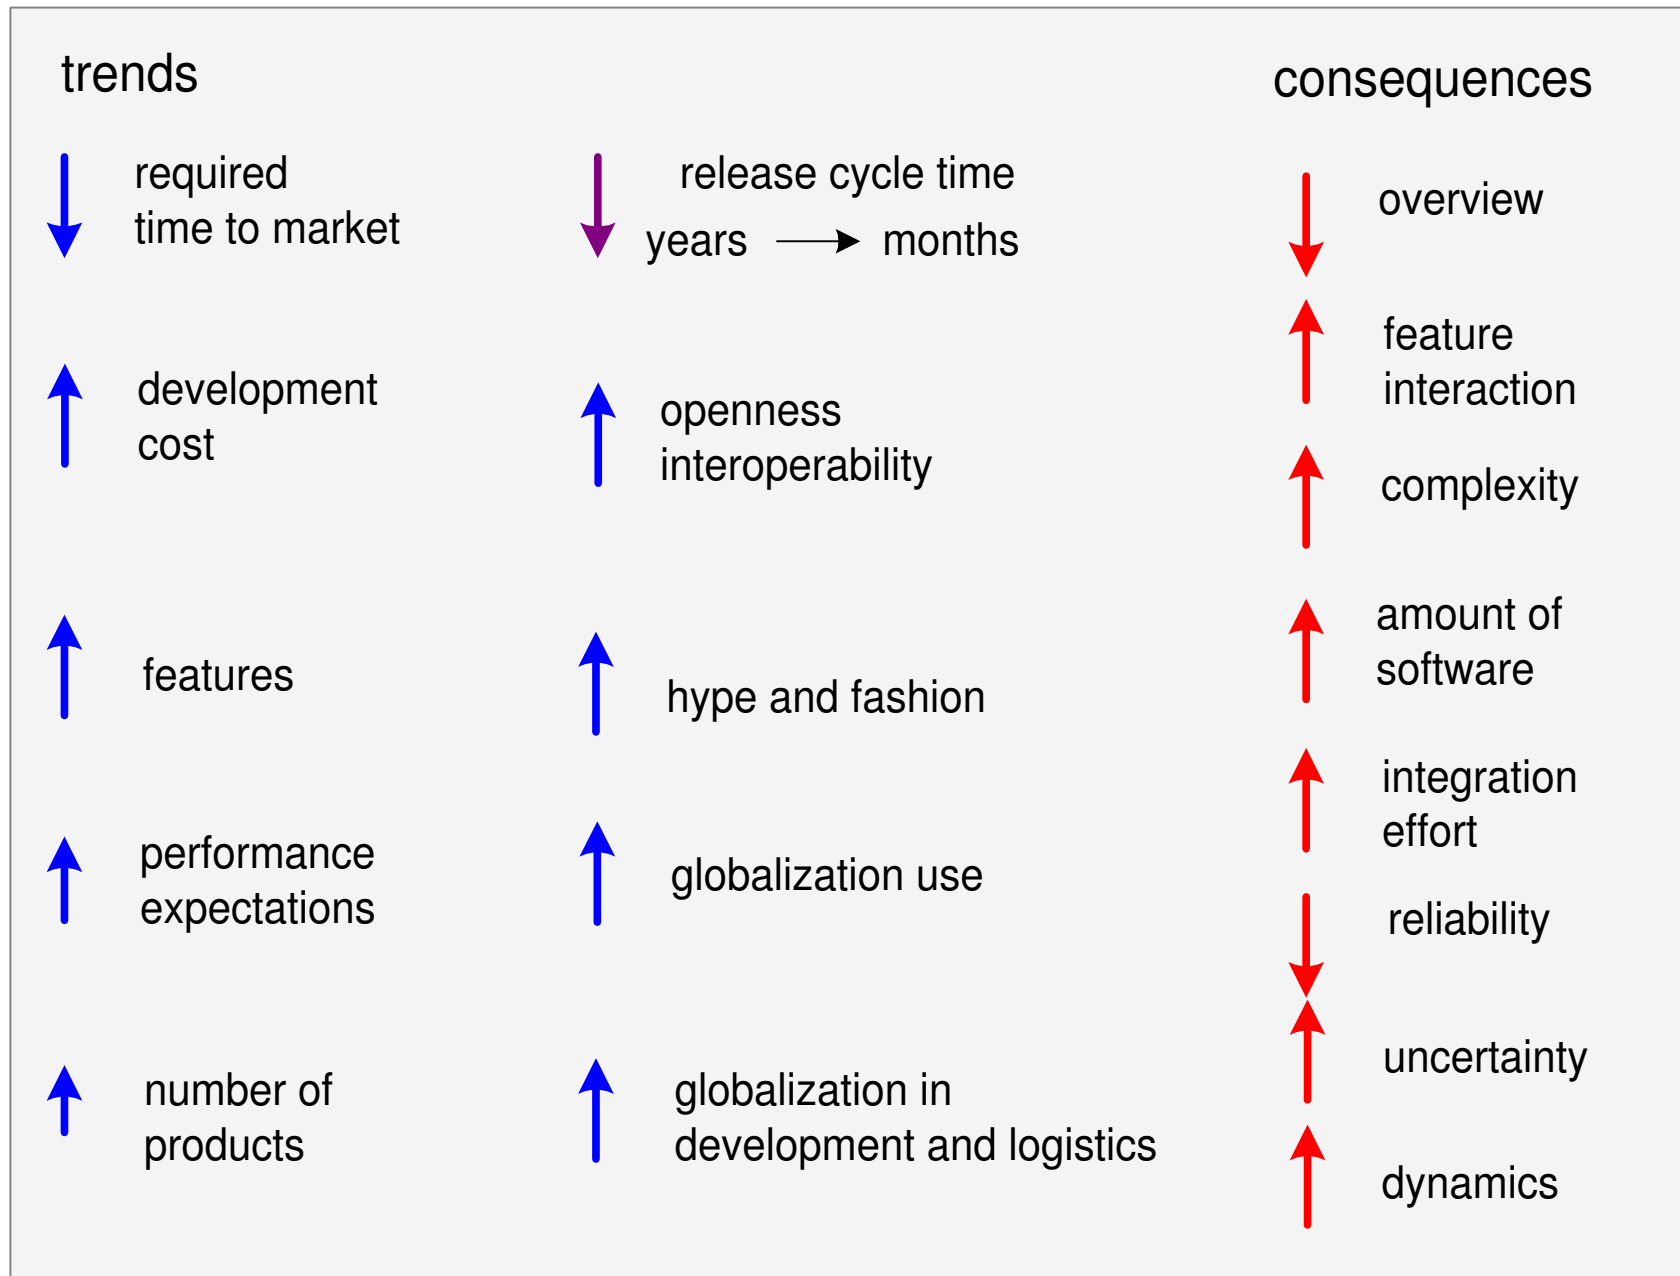 trends
required
time to market
development
cost
features
performance
expectations
number of
products
release cycle time
years months
openness
interoperability
hype and fashion
globalization use
globalization in
development and logistics
consequences
overview
feature
interaction
complexity
amount of
software
integration
effort
reliability
uncertainty
dynamics